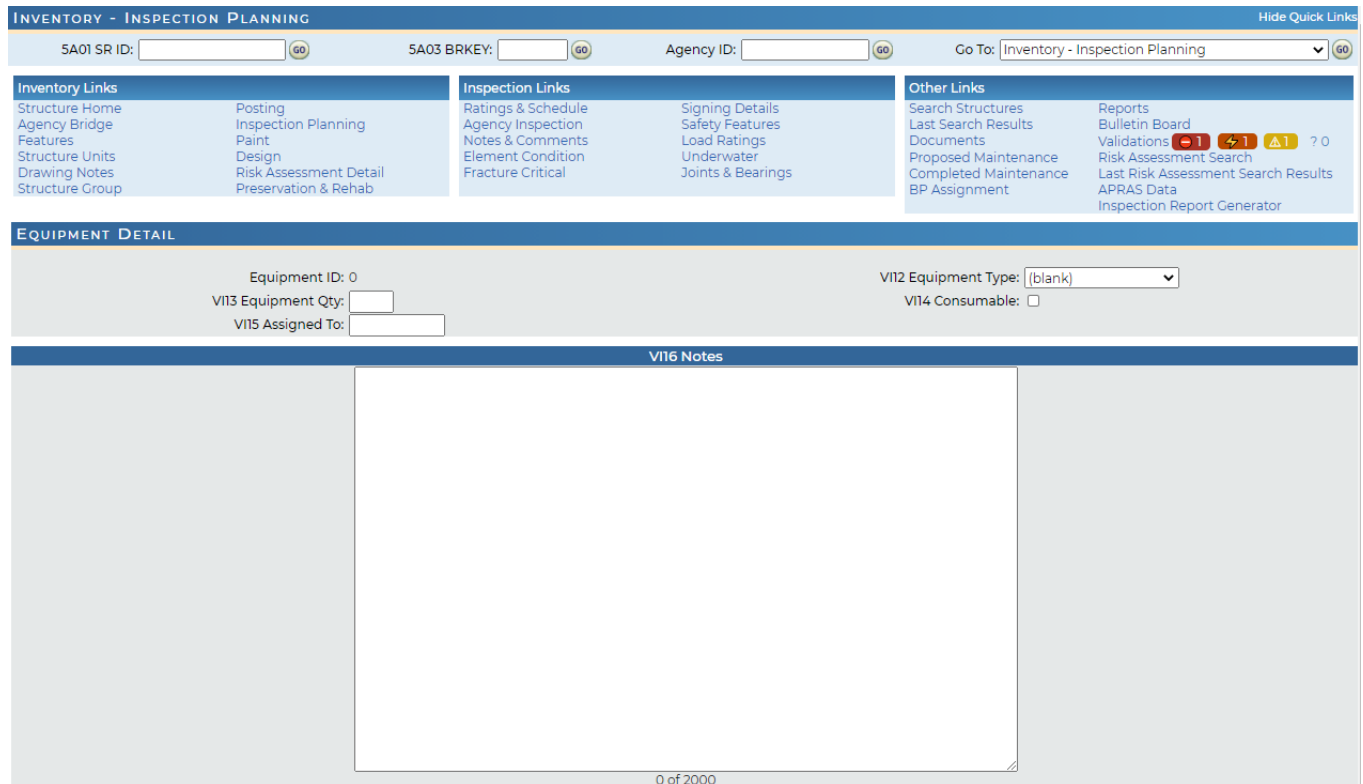 INVENTORY - INSPECTION PLANNING
Hide Quick Links
5A01 SR ID: GO 5A03 BRKEY: GO Agency ID: GO Go To: Inventory - Inspection Planning GO
Inventory Links
Structure Home Posting
Agency Bridge Inspection Planning
Features Paint
Structure Units Design
Drawing Notes Risk Assessment Detail
Structure Group Preservation & Rehab
Inspection Links
Ratings & Schedule Signing Details
Agency Inspection Safety Features
Notes & Comments Load Ratings
Element Condition Underwater
Fracture Critical Joints & Bearings
Other Links
Search Structures Reports
Last Search Results Bulletin Board
Documents Validations 1 1 1 ? 0
Proposed Maintenance Risk Assessment Search
Completed Maintenance Last Risk Assessment Search Results
BP Assignment APRAS Data
Inspection Report Generator
EQUIPMENT DETAIL
Equipment ID: 0 VI12 Equipment Type: (blank)
VI13 Equipment Qty: VI14 Consumable:
VI15 Assigned To:
VI16 Notes
0 of 2000